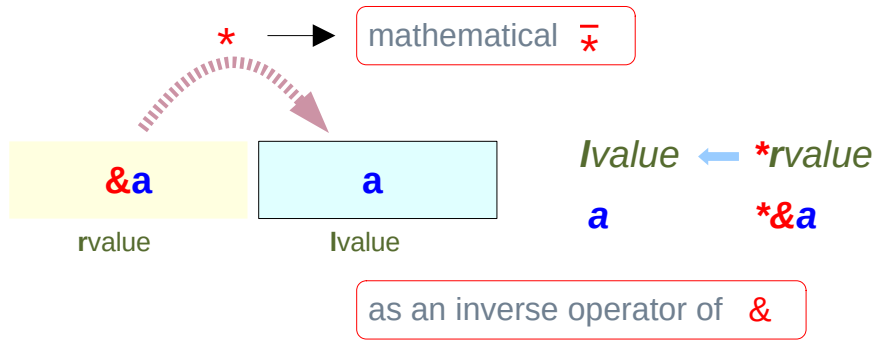 * mathematical *̅
&a a
rvalue lvalue
lvalue *rvalue
a *&a
as an inverse operator of &